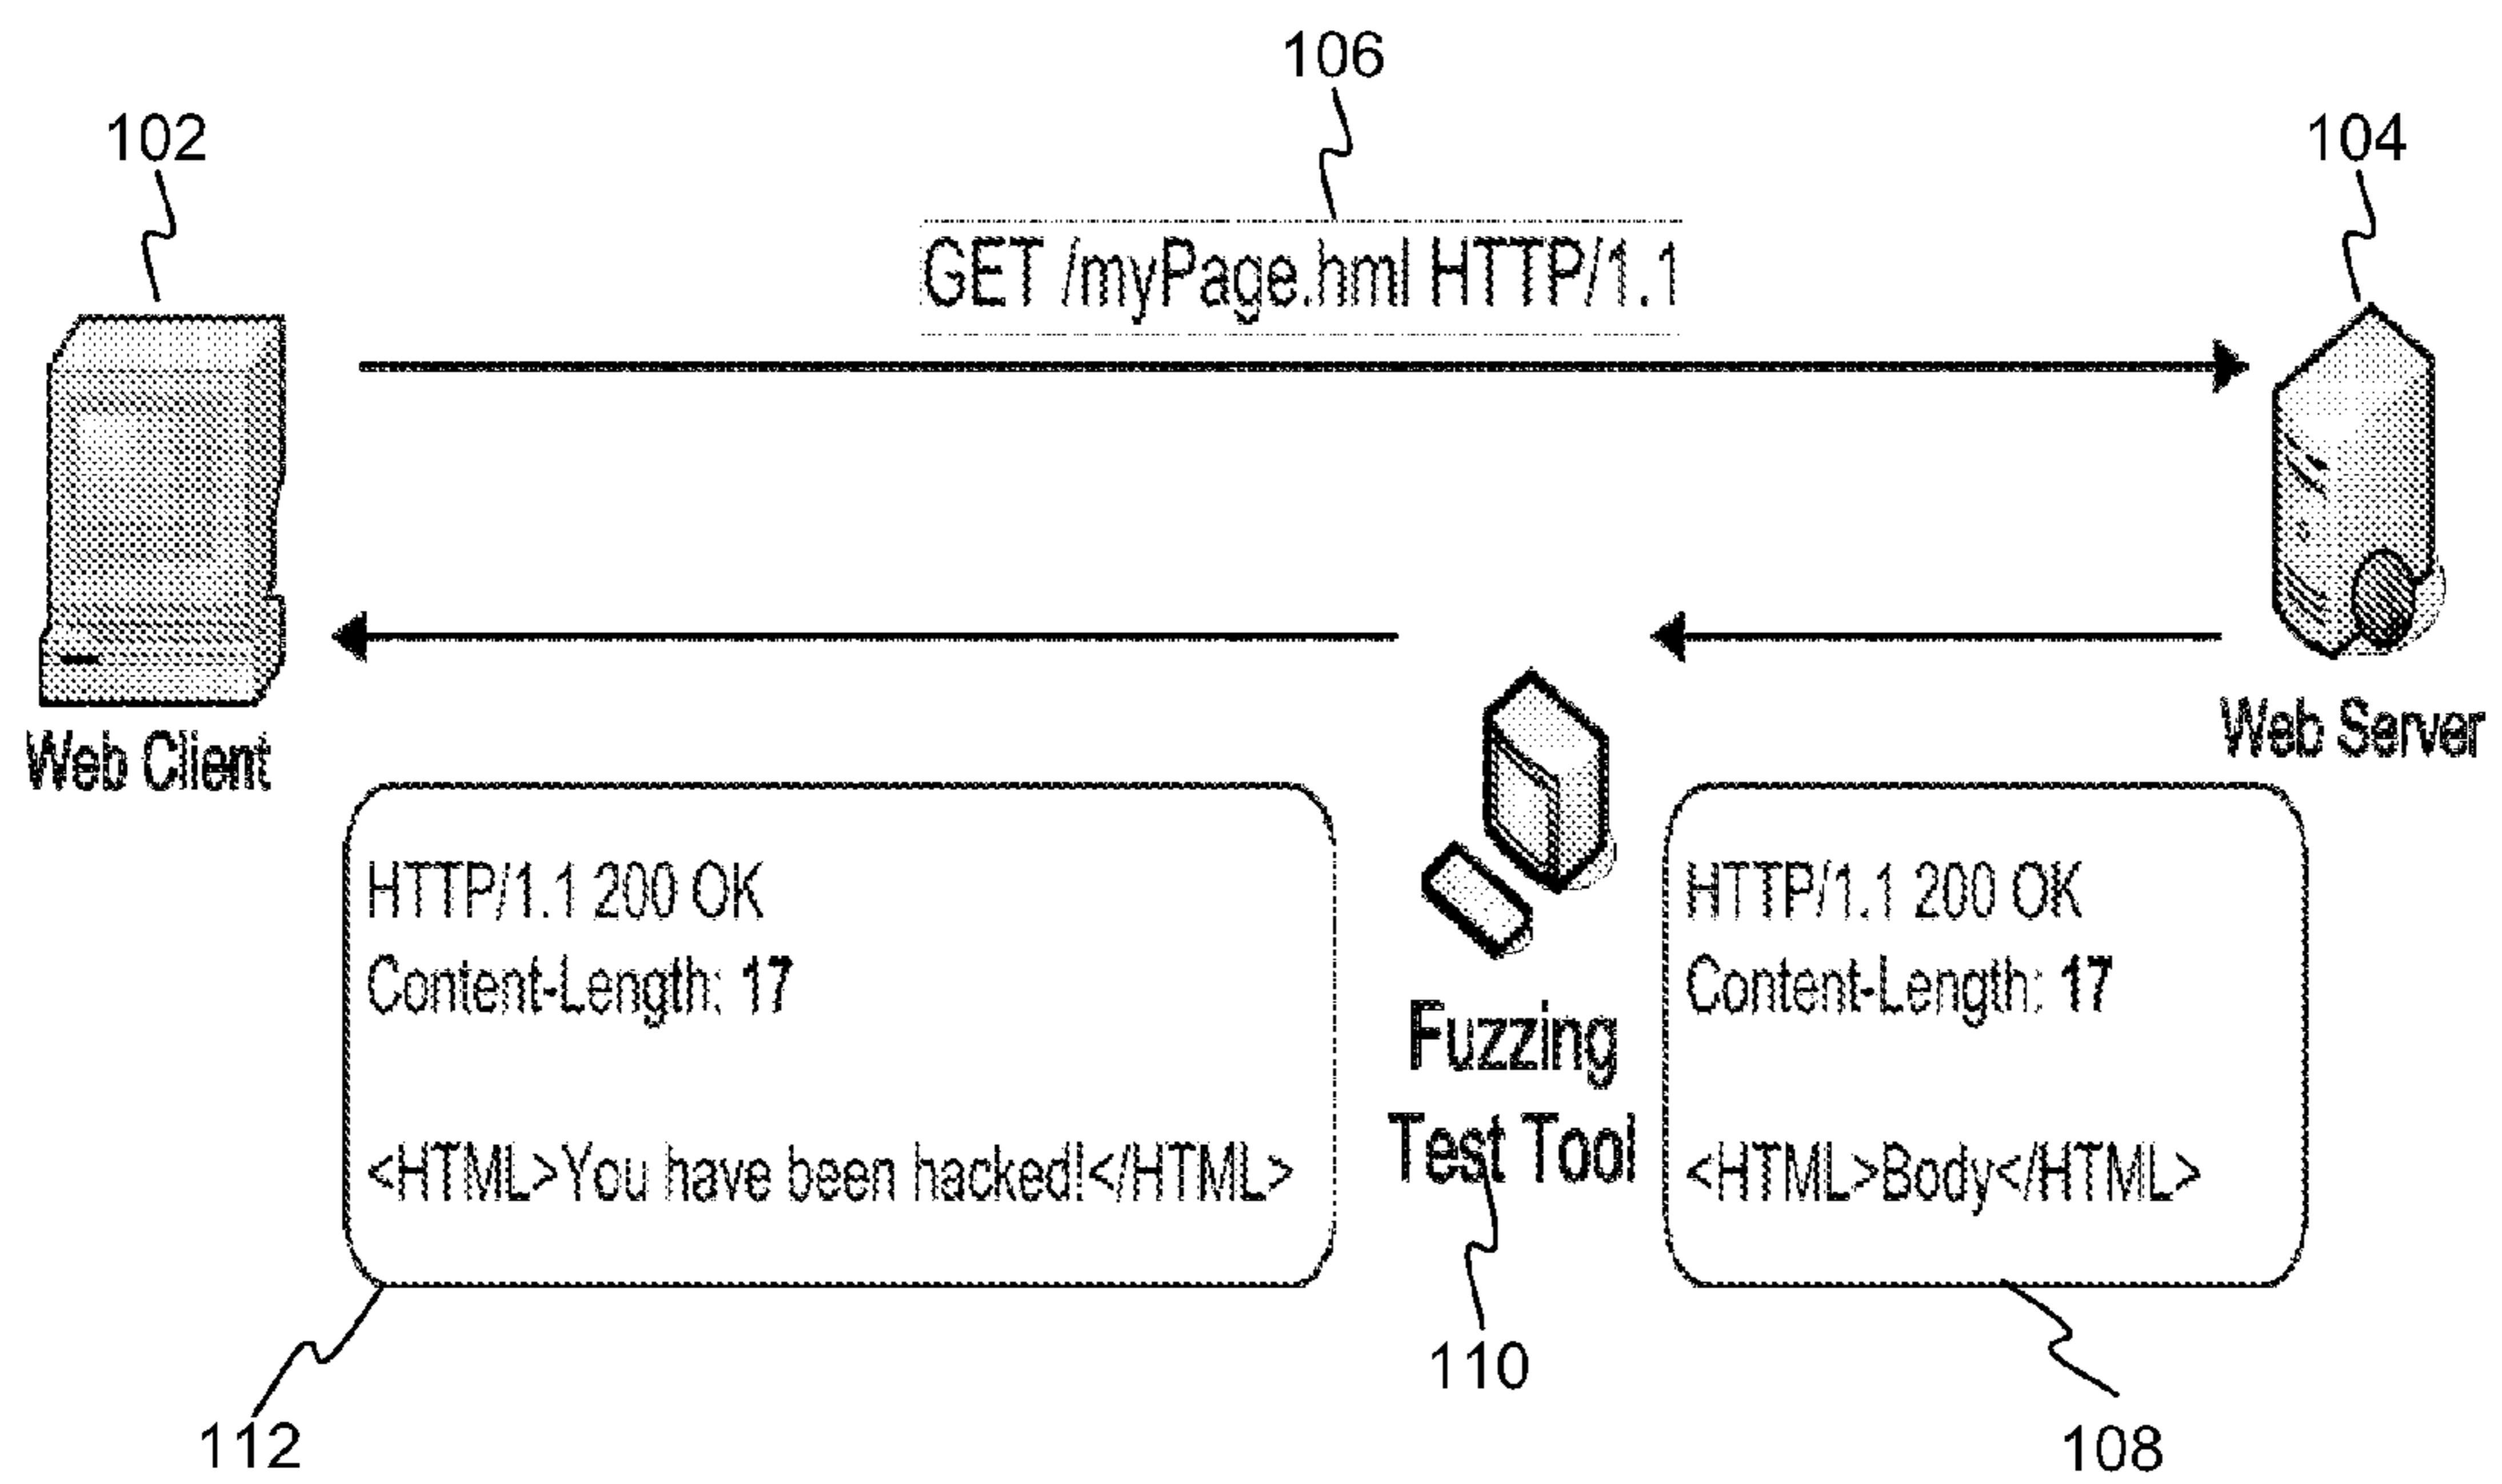 106
102
104
GET /myPage.hml HTTP/1.1
Web Client
Web Server
HTTP/1.1 200 OK
Content-Length: 17
<HTML>You have been hacked!</HTML>
Fuzzing
Test Tool
HTTP/1.1 200 OK
Content-Length: 17
<HTML>Body</HTML>
110
112
108